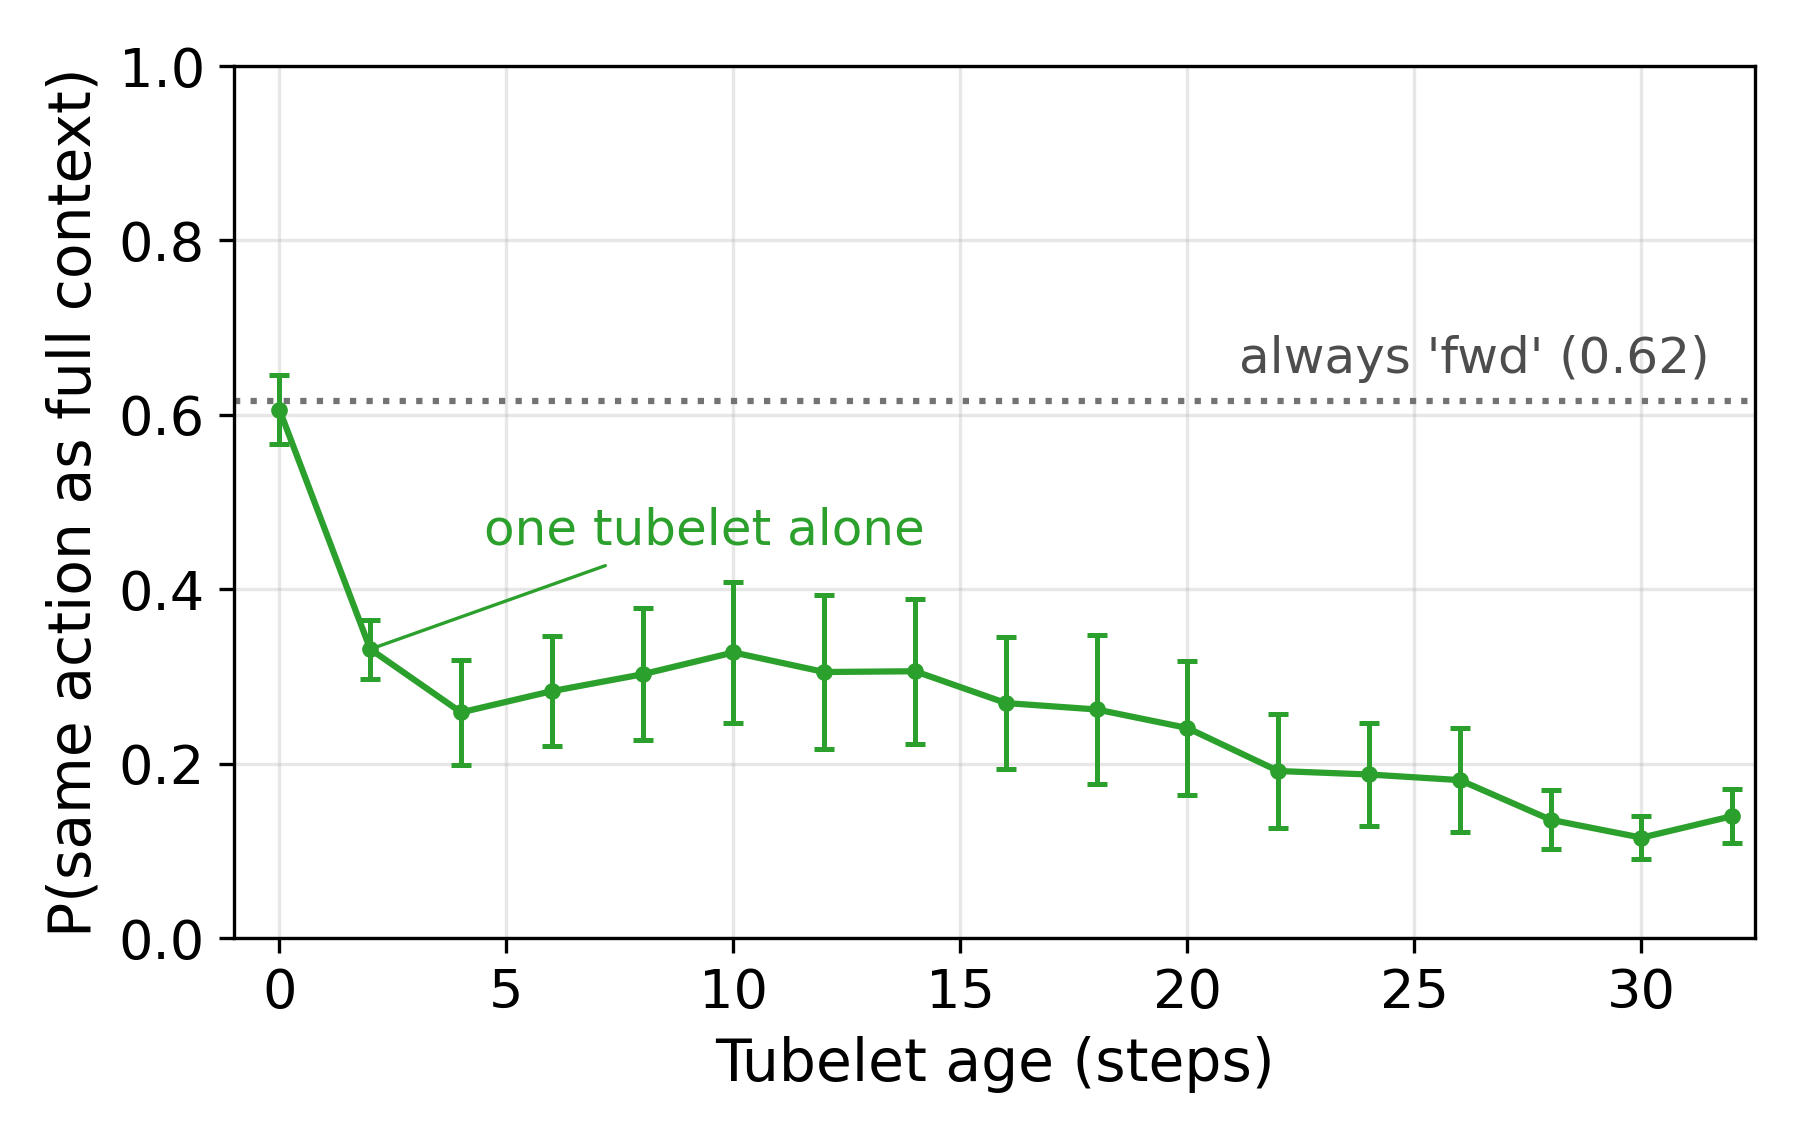 P(same action as full context)
1.0
0.8
0.6
0.4
0.2
0.0
always 'fwd' (0.62)
one tubelet alone
0 5 10 15 20 25 30
Tubelet age (steps)